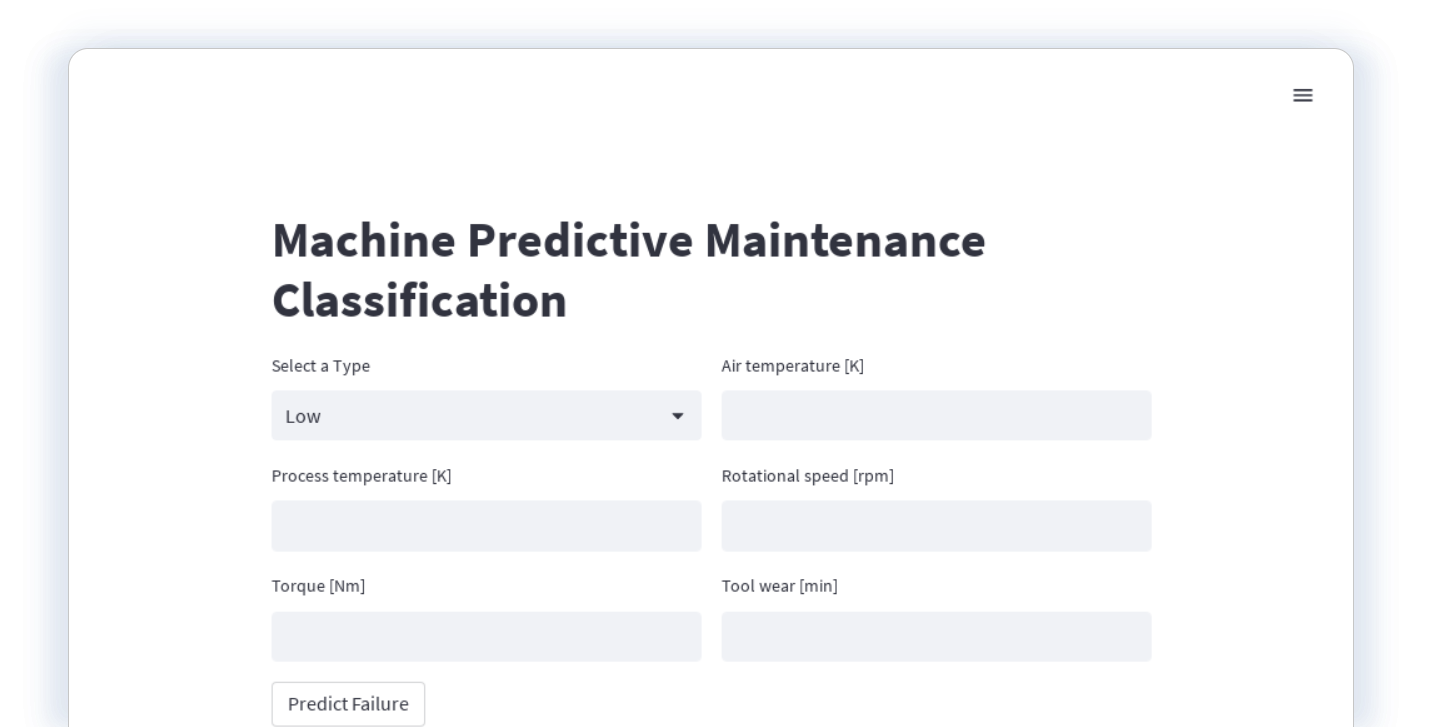 Machine Predictive Maintenance
Classification
Select a Type
Air temperature [K]
Low
Process temperature [K]
Rotational speed [rpm]
Torque [Nm]
Tool wear [min]
Predict Failure